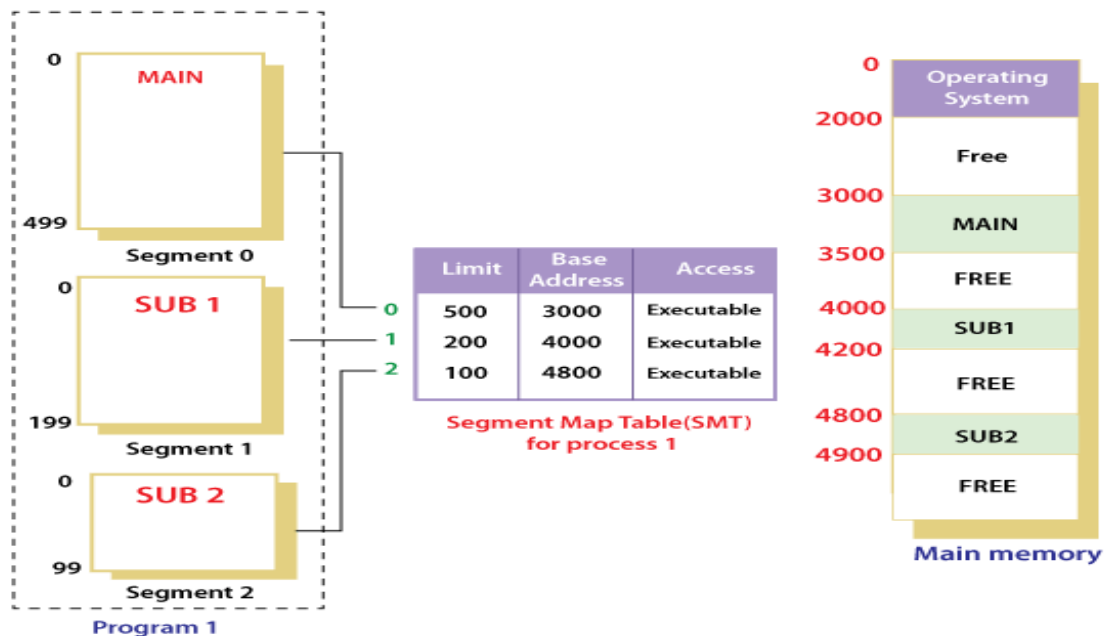 0
MAIN
499
Segment 0
0
SUB 1
199
Segment 1
0
SUB 2
99
Segment 2
Program 1
Limit Base Address Access
0 500 3000 Executable
1 200 4000 Executable
2 100 4800 Executable
Segment Map Table(SMT)
for process 1
0
Operating
System
2000
Free
3000
MAIN
3500
FREE
4000
SUB1
4200
FREE
4800
SUB2
4900
FREE
Main memory